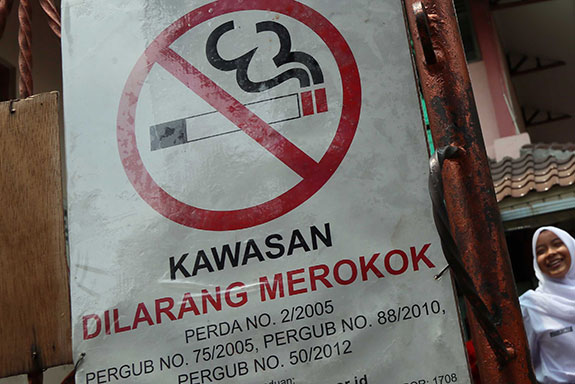 KAWASAN
DILARANG MEROKOK
PERDA NO. 2/2005
PERGUB NO. 75/2005, PERGUB NO. 88/2010,
PERGUB NO. 50/2012
1708